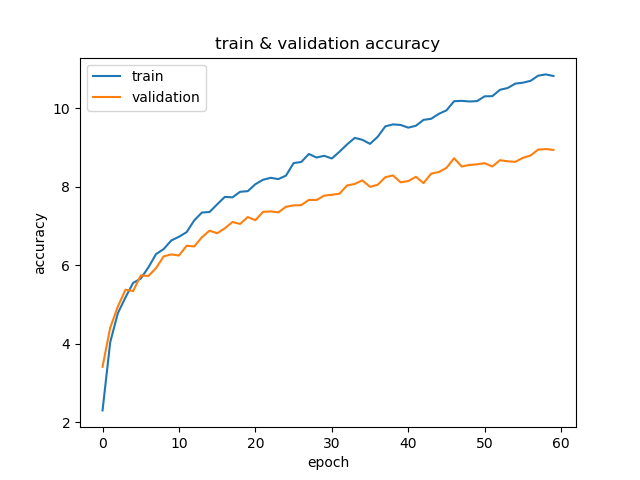 train & validation accuracy
train
validation
accuracy
10
8
6
4
2
0 10 20 30 40 50 60
epoch